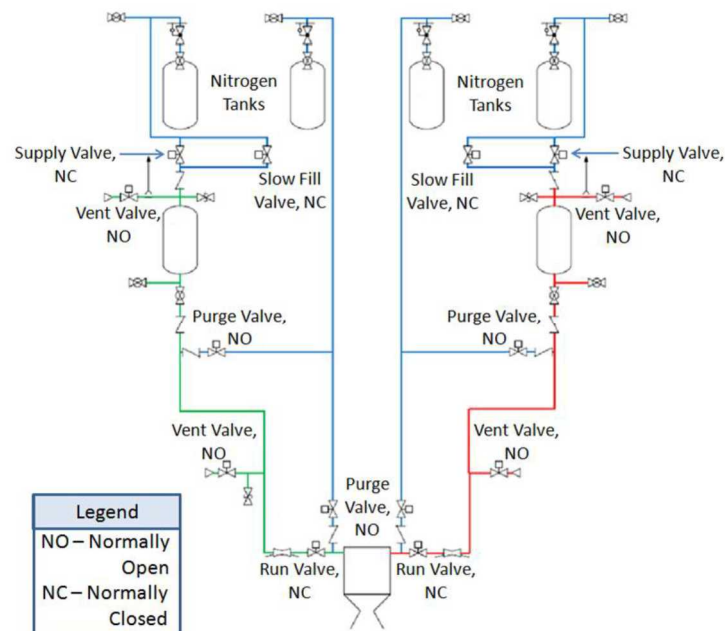 Nitrogen
Tanks
Nitrogen
Tanks
Supply Valve,
NC
Slow Fill
Valve, NC
Slow Fill
Valve, NC
Supply Valve,
NC
Vent Valve,
NO
Vent Valve,
NO
Purge Valve,
NO
Purge Valve,
NO
Vent Valve,
NO
Vent Valve,
NO
Purge
Valve,
NO
Run Valve,
NC
Run Valve,
NC
Legend
NO – Normally
Open
NC – Normally
Closed